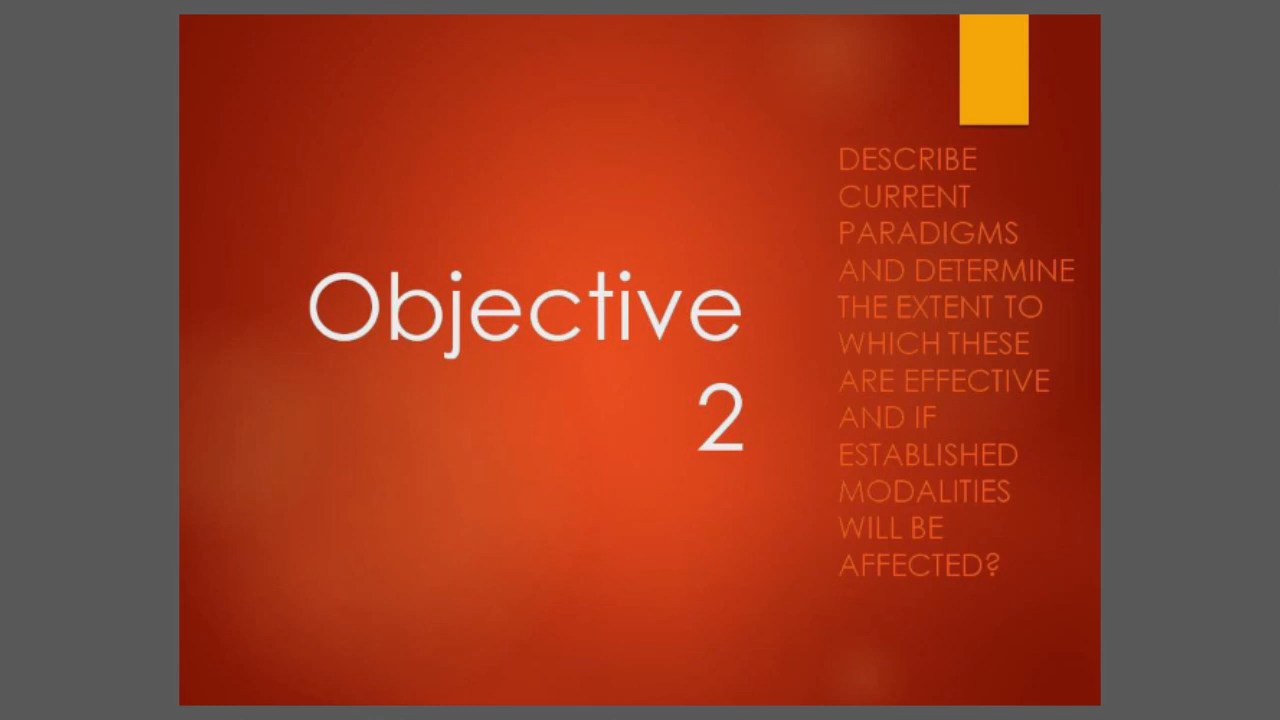 Objective
2
DESCRIBE
CURRENT
PARADIGMS
AND DETERMINE
THE EXTENT TO
WHICH THESE
ARE EFFECTIVE
AND IF
ESTABLISHED
MODALITIES
WILL BE
AFFECTED?